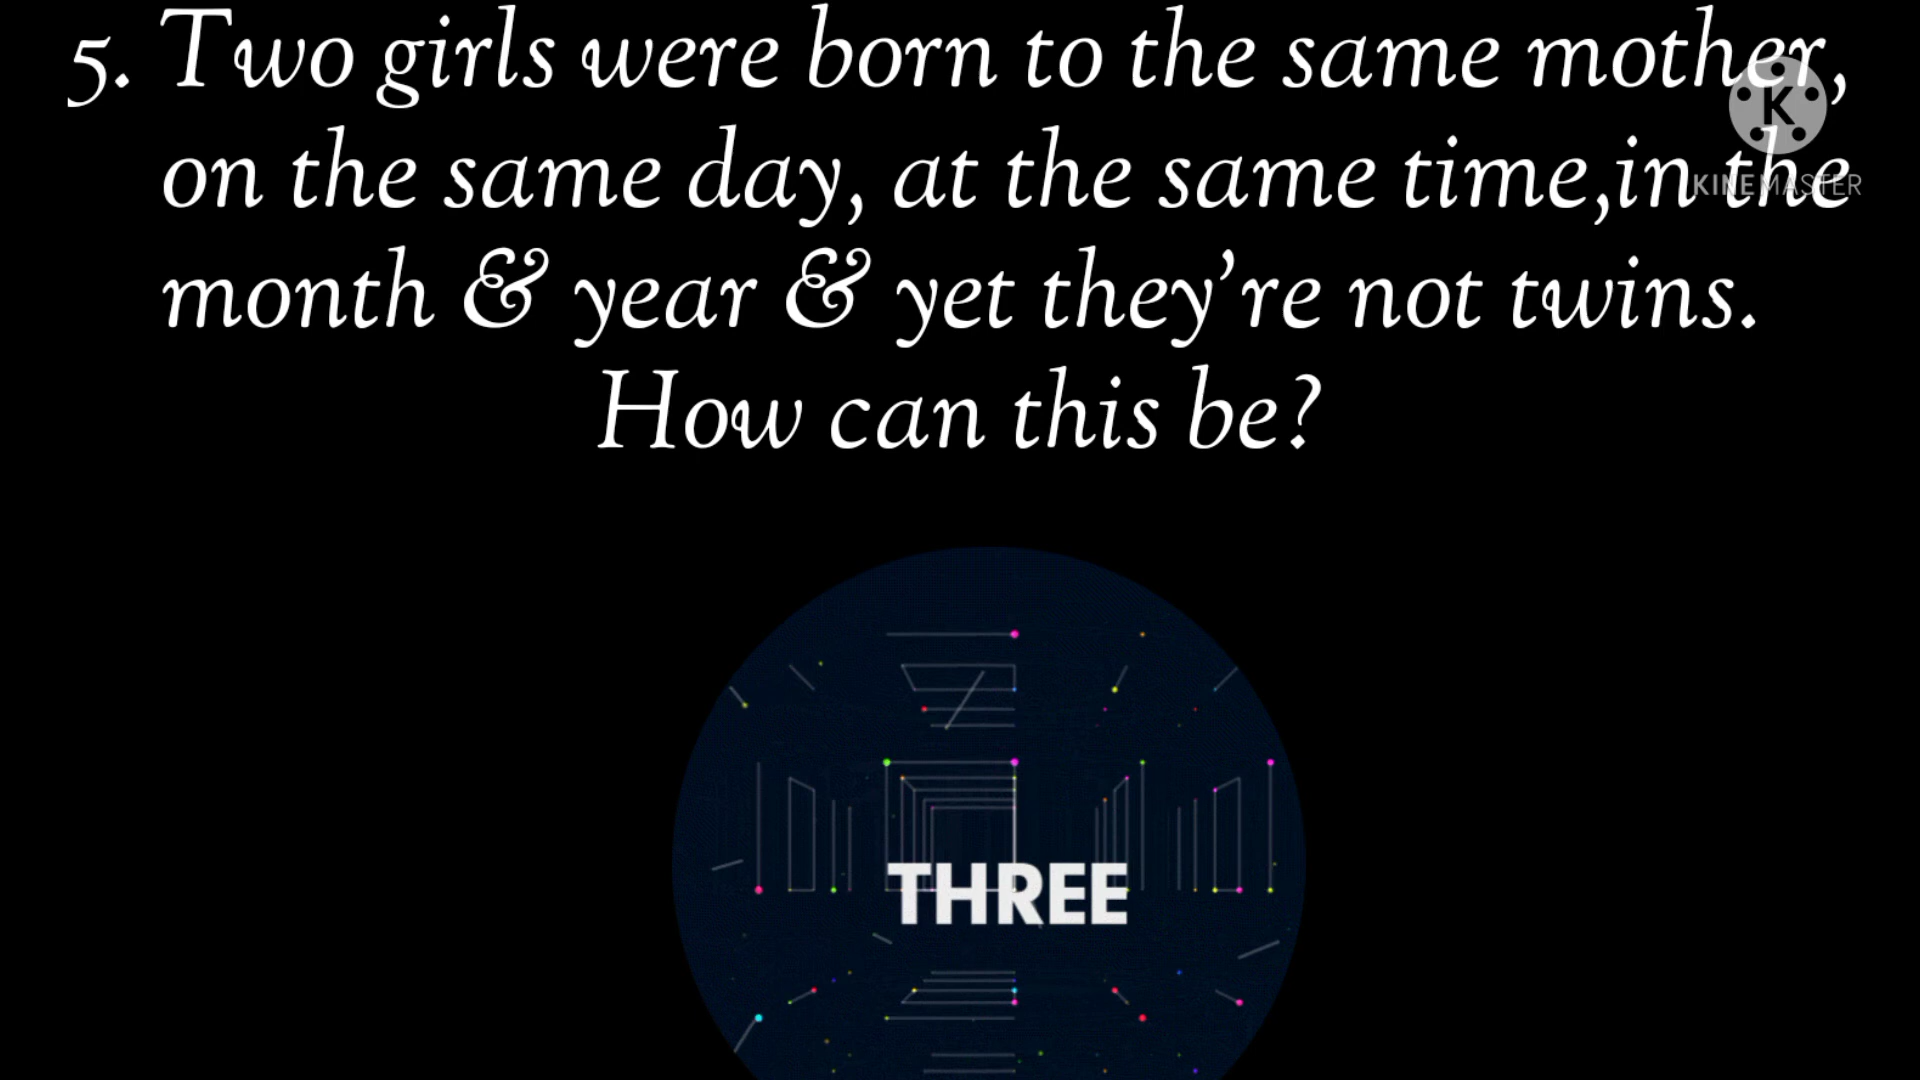 5. Two girls were born to the same mother,
on the same day, at the same time,in the
month & year & yet they're not twins.
How can this be?
K
KINEMASTER
THREE